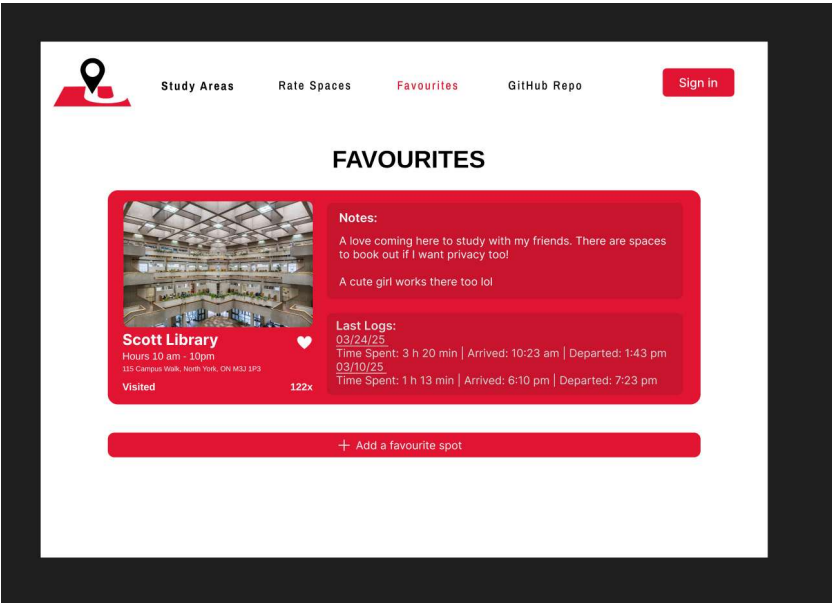 Study Areas
Rate Spaces
Favourites
GitHub Repo
Sign in
FAVOURITES
Scott Library
Hours 10 am - 10pm
115 Campus Walk, North York, ON M3J 1P3
Visited
122x
Notes:
A love coming here to study with my friends. There are spaces
to book out if I want privacy too!
A cute girl works there too lol
Last Logs:
03/24/25
Time Spent: 3 h 20 min | Arrived: 10:23 am | Departed: 1:43 pm
03/10/25
Time Spent: 1 h 13 min | Arrived: 6:10 pm | Departed: 7:23 pm
+ Add a favourite spot